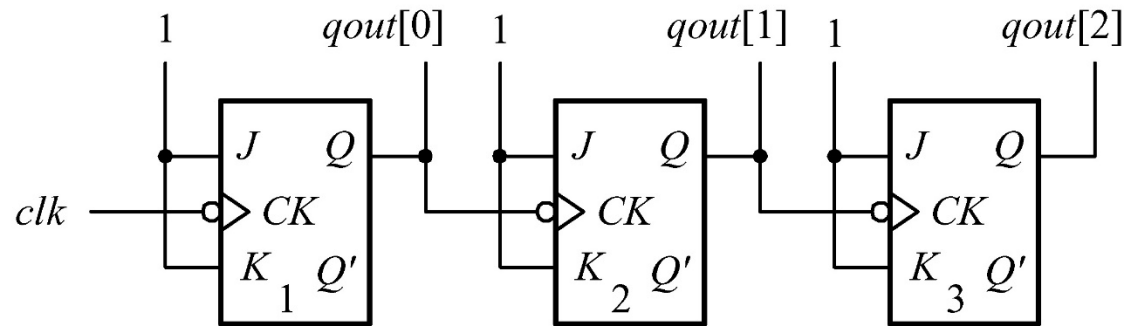 1 qout[0] 1 qout[1] 1 qout[2]
J Q J Q J Q
clk CK CK CK
K 1 Q' K 2 Q' K 3 Q'